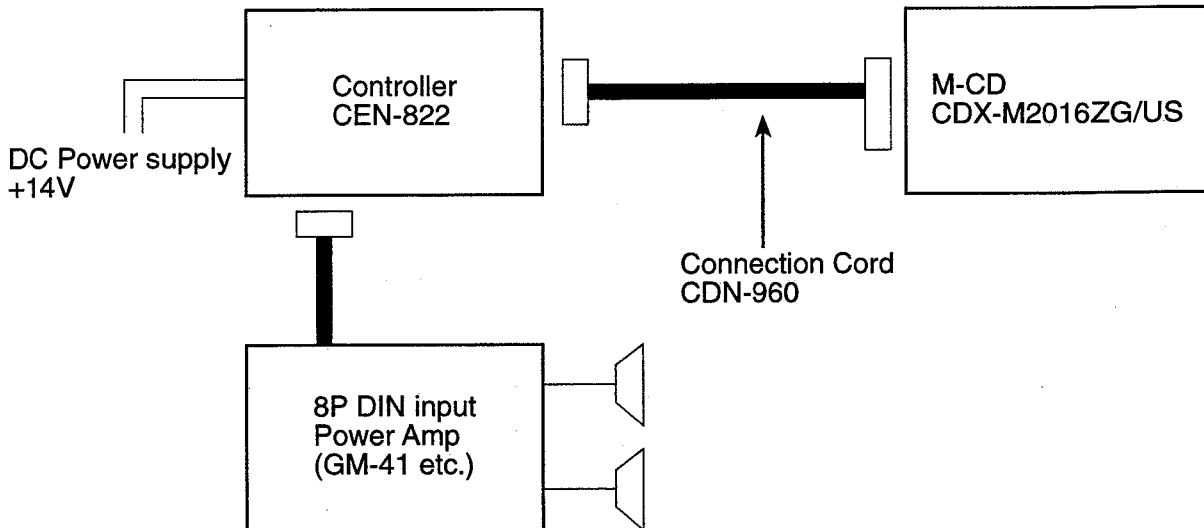 Controller
CEN-822
M-CD
CDX-M2016ZG/US
DC Power supply
+14V
Connection Cord
CDN-960
8P DIN input
Power Amp
(GM-41 etc.)